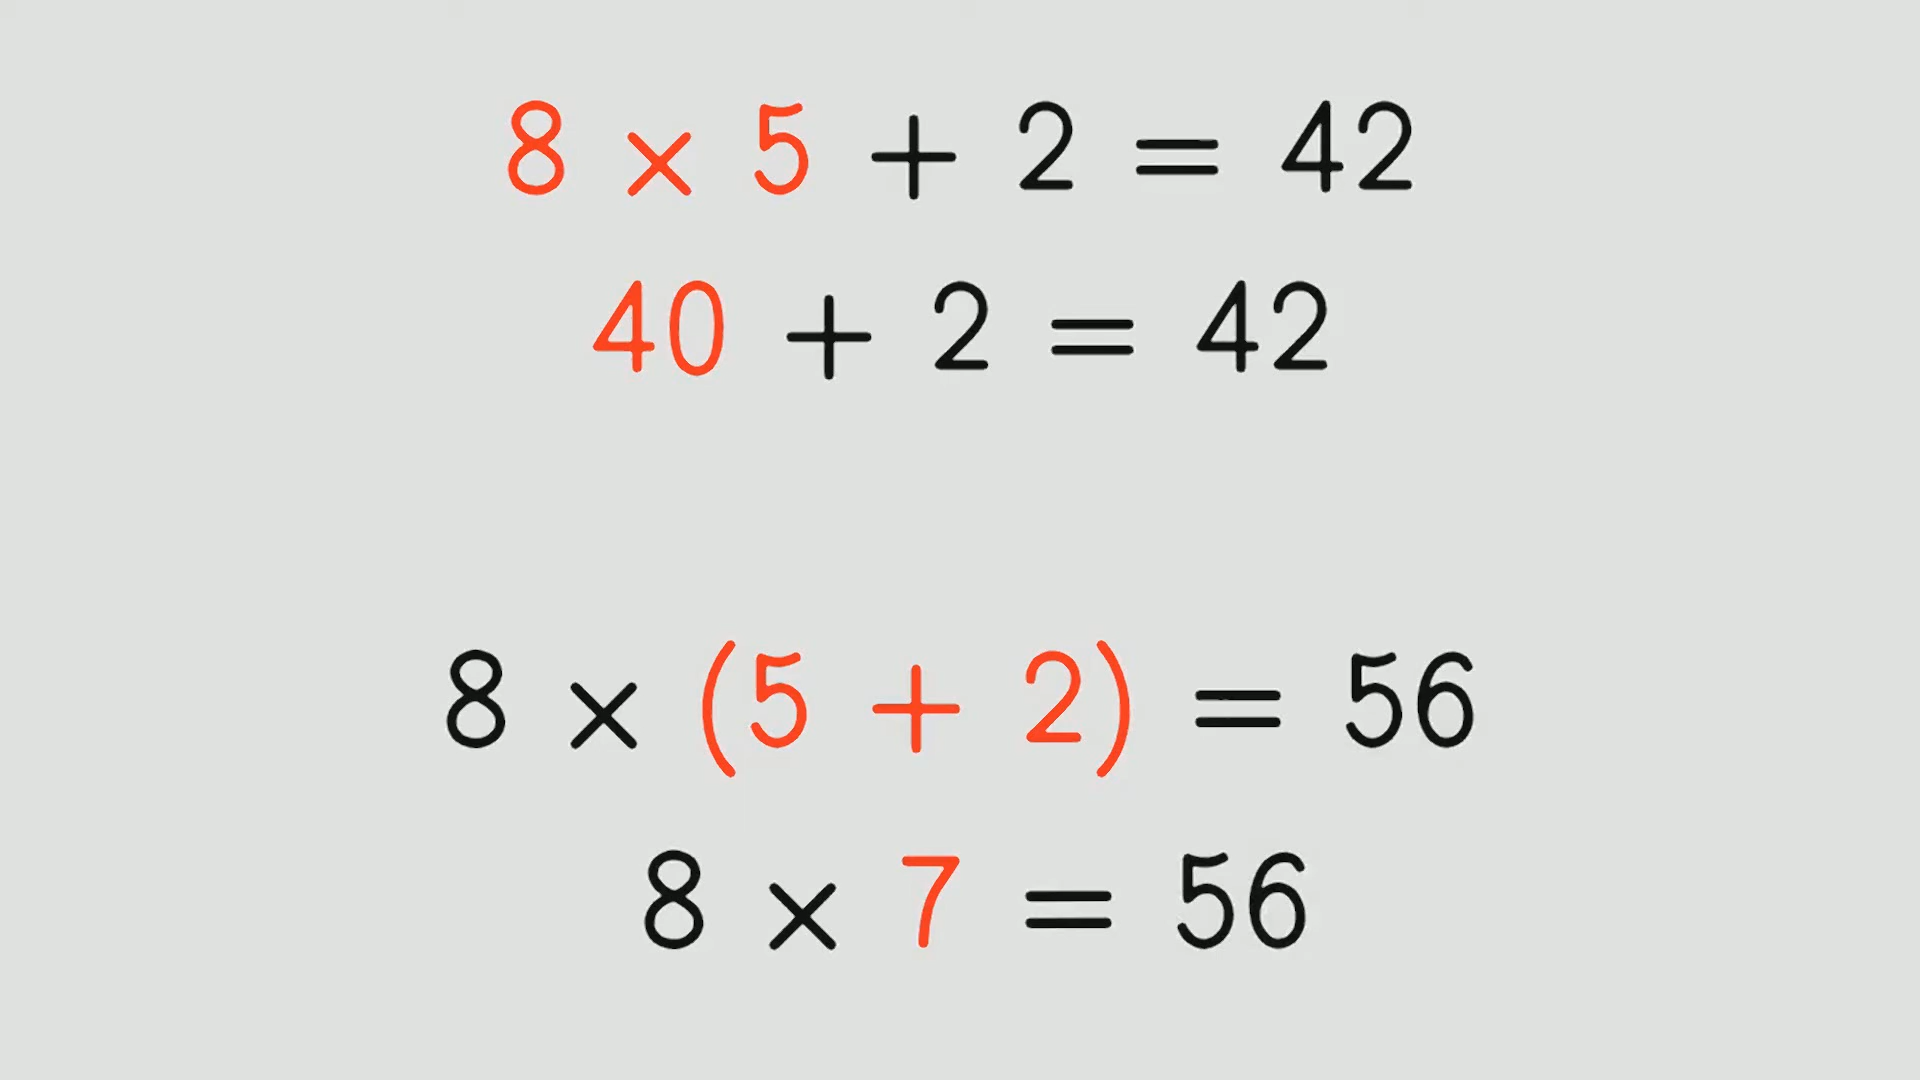 8 × 5 + 2 = 42
40 + 2 = 42
8 × (5 + 2) = 56
8 × 7 = 56